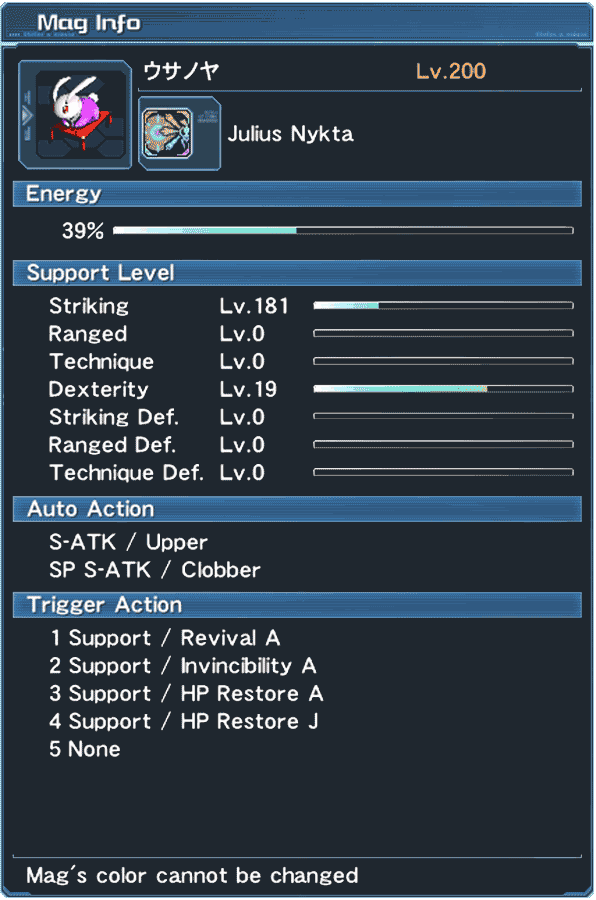 Mag Info
ウサノヤ Lv.200
Julius Nykta
Energy
39%
Support Level
Striking Lv.181
Ranged Lv.0
Technique Lv.0
Dexterity Lv.19
Striking Def. Lv.0
Ranged Def. Lv.0
Technique Def. Lv.0
Auto Action
S-ATK / Upper
SP S-ATK / Clobber
Trigger Action
1 Support / Revival A
2 Support / Invincibility A
3 Support / HP Restore A
4 Support / HP Restore J
5 None
Mag´s color cannot be changed